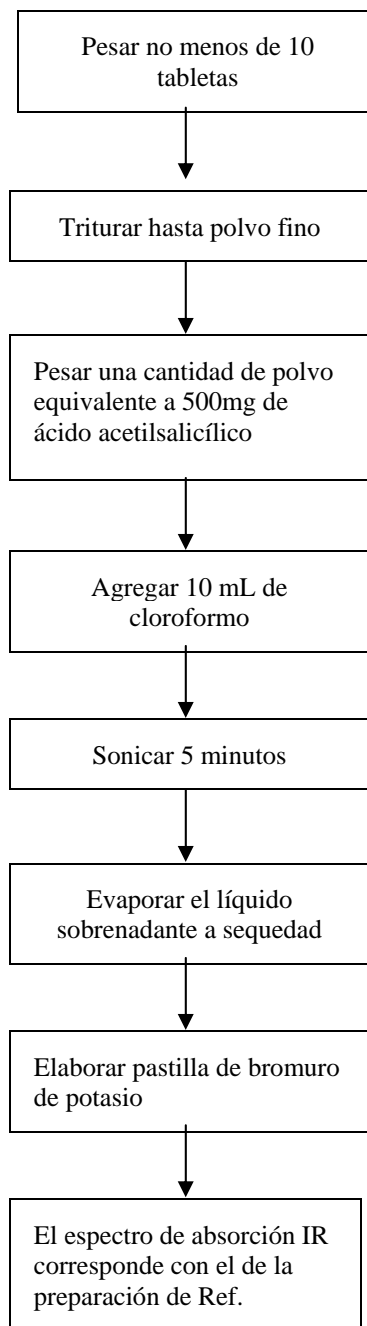 Pesar no menos de 10
tabletas
Triturar hasta polvo fino
Pesar una cantidad de polvo
equivalente a 500mg de
ácido acetilsalicílico
Agregar 10 mL de
cloroformo
Sonicar 5 minutos
Evaporar el líquido
sobrenadante a sequedad
Elaborar pastilla de bromuro
de potasio
El espectro de absorción IR
corresponde con el de la
preparación de Ref.